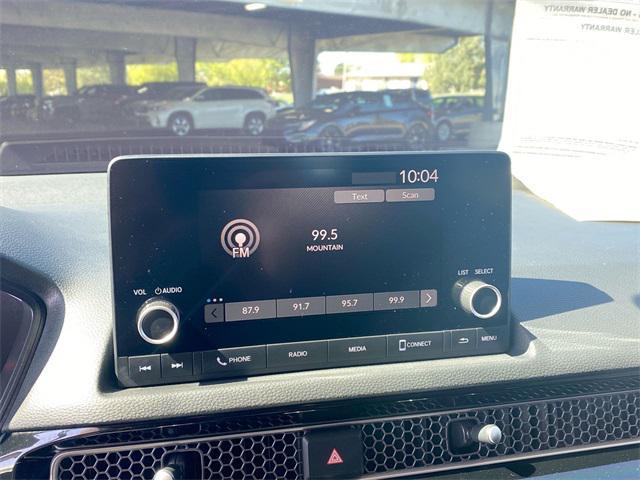 - NO DEALER WARRANTY
ALER WARRANTY
10:04
Text Scan
99.5
MOUNTAIN
FM
VOL AUDIO
LIST SELECT
87.9 91.7 95.7 99.9
PHONE RADIO MEDIA CONNECT MENU